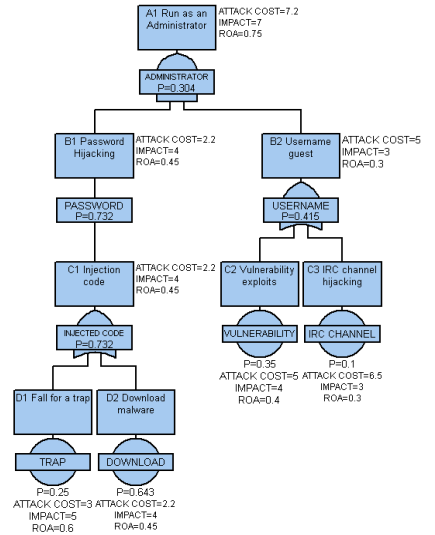 A1 Run as an
Administrator
ATTACK COST=7.2
IMPACT=7
ROA=0.75
ADMINISTRATOR
P=0.304
B1 Password
Hijacking
ATTACK COST=2.2
IMPACT=4
ROA=0.45
B2 Username
guest
ATTACK COST=5
IMPACT=3
ROA=0.3
PASSWORD
P=0.732
USERNAME
P=0.415
C1 Injection
code
ATTACK COST=2.2
IMPACT=4
ROA=0.45
C2 Vulnerability
exploits
C3 IRC channel
hijacking
INJECTED CODE
P=0.732
VULNERABILITY
IRC CHANNEL
P=0.35
ATTACK COST=5
IMPACT=4
ROA=0.4
P=0.1
ATTACK COST=6.5
IMPACT=3
ROA=0.3
D1 Fall for a trap
D2 Download
malware
TRAP
DOWNLOAD
P=0.25
ATTACK COST=3
IMPACT=5
ROA=0.6
P=0.643
ATTACK COST=2.2
IMPACT=4
ROA=0.45